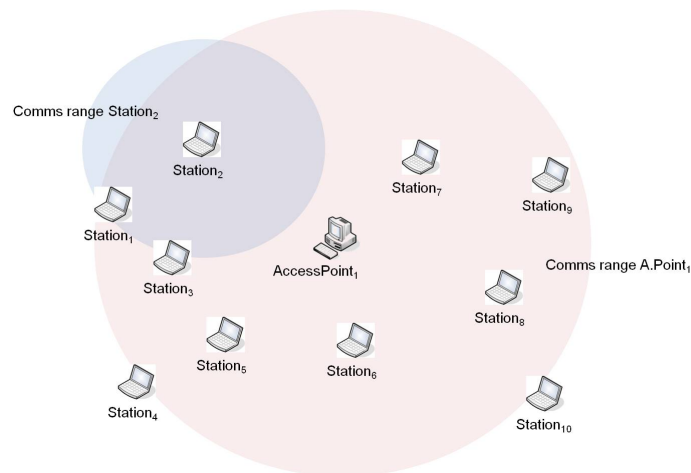 Comms range Station₂
Station₂
Station₇
Station₉
Station₁
AccessPoint₁
Comms range A.Point₁
Station₃
Station₈
Station₅
Station₆
Station₄
Station₁₀